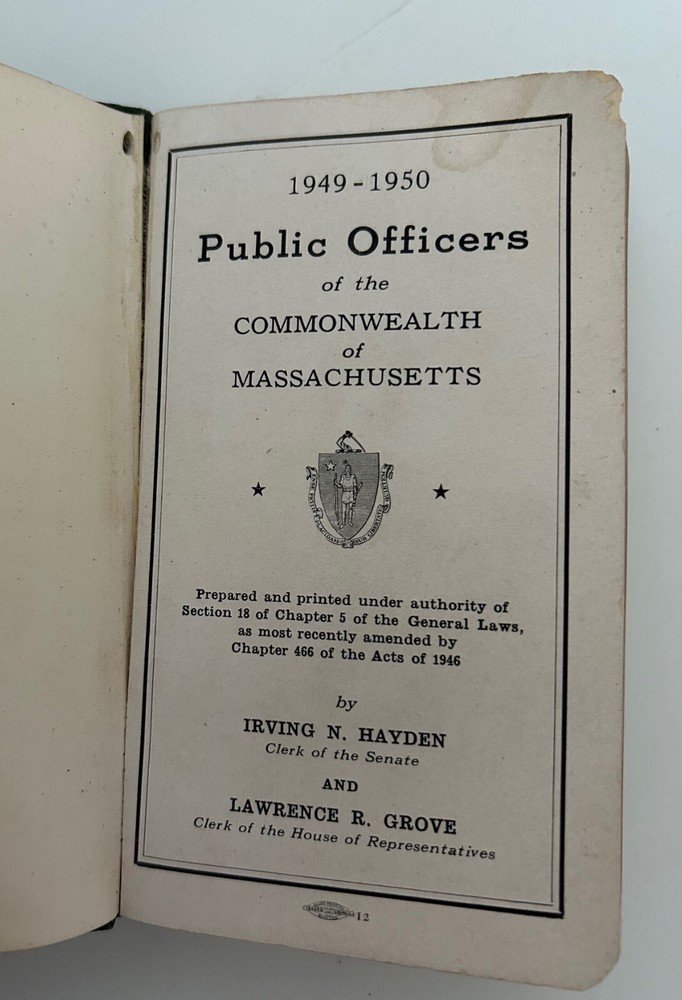 1949-1950
Public Officers
of the
COMMONWEALTH
of
MASSACHUSETTS
Prepared and printed under authority of
Section 18 of Chapter 5 of the General Laws,
as most recently amended by
Chapter 466 of the Acts of 1946
by
IRVING N. HAYDEN
Clerk of the Senate
AND
LAWRENCE R. GROVE
Clerk of the House of Representatives
12